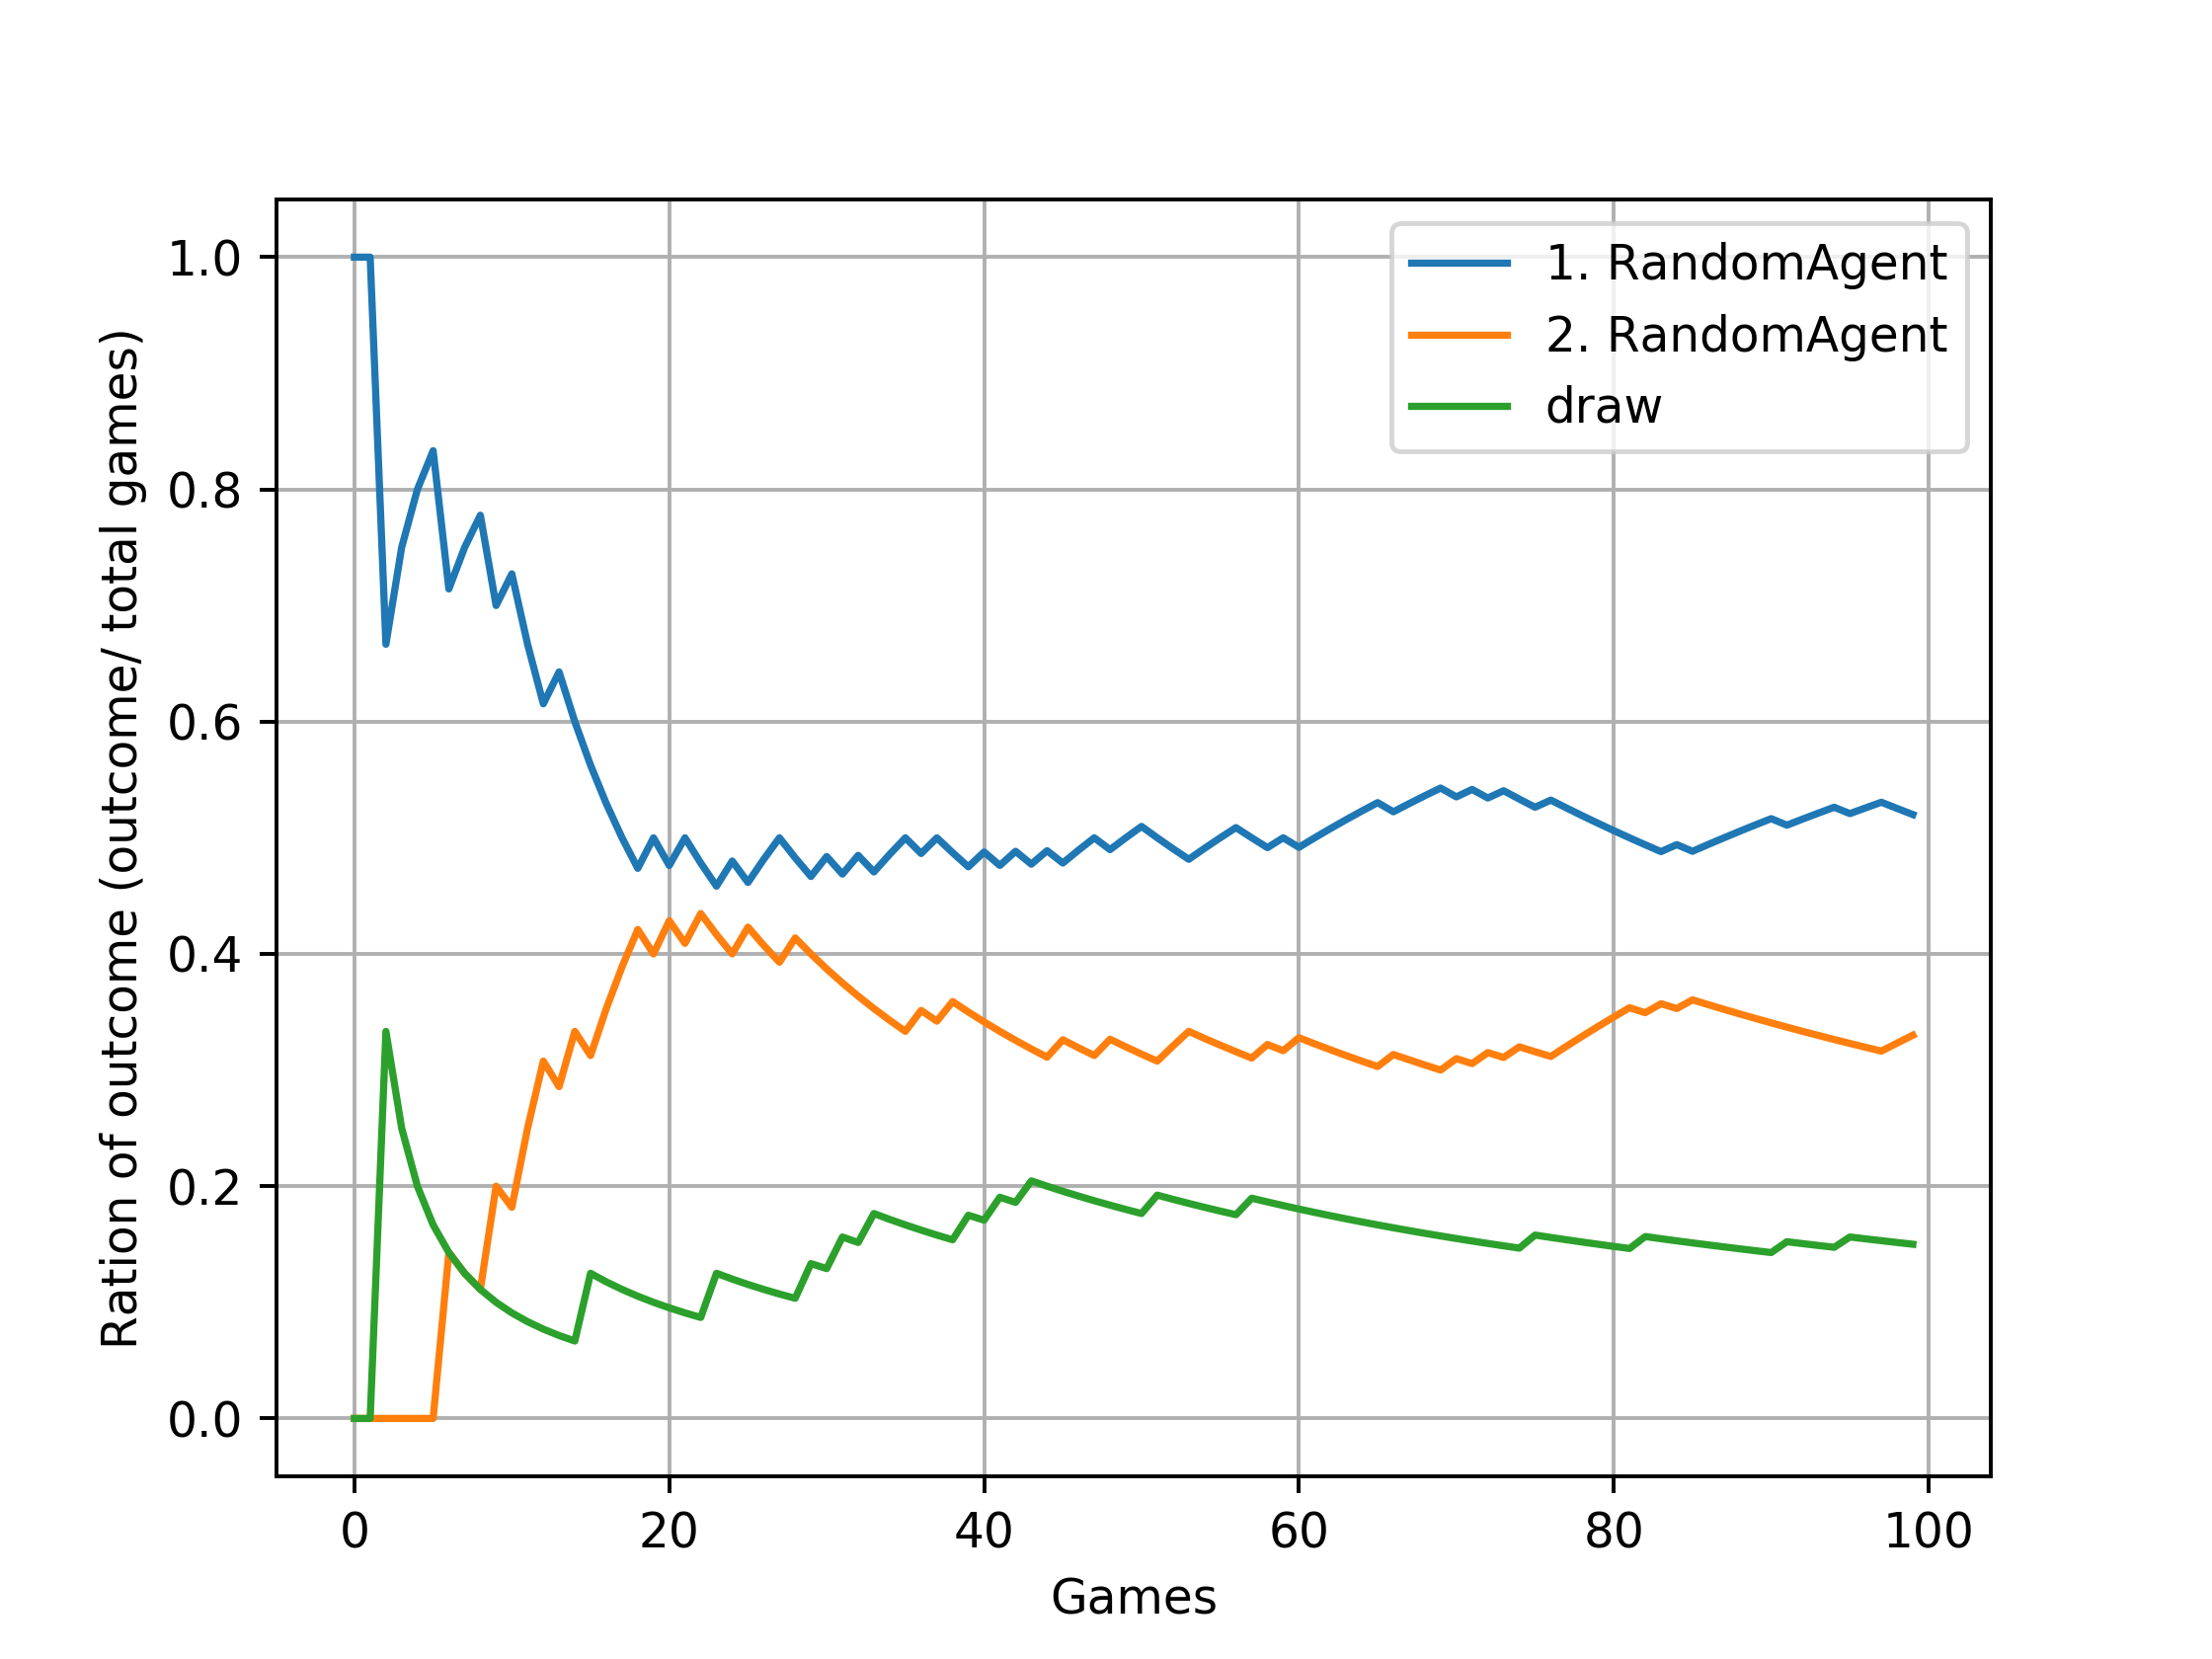 1. RandomAgent
2. RandomAgent
draw
Ration of outcome (outcome/ total games)
1.0
0.8
0.6
0.4
0.2
0.0
0 20 40 60 80 100
Games